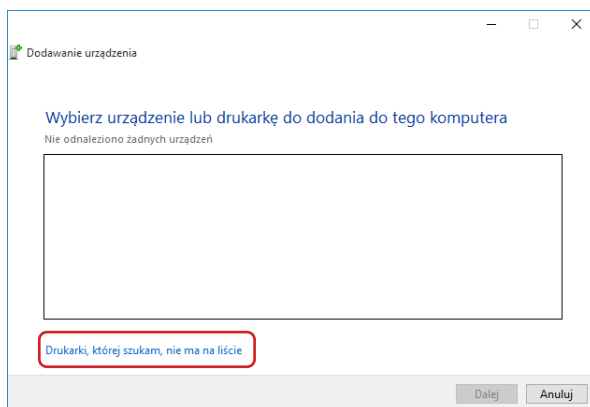 Dodawanie urządzenia
Wybierz urządzenie lub drukarkę do dodania do tego komputera
Nie odnaleziono żadnych urządzeń
Drukarki, której szukam, nie ma na liście
Dalej Anuluj